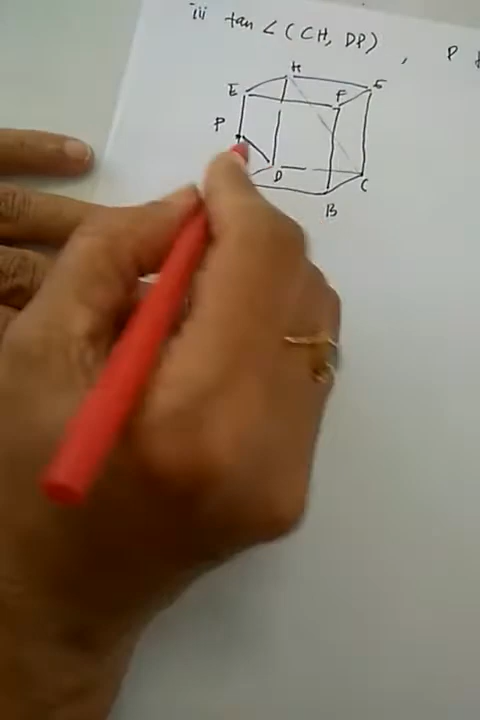 iii tan ∠ (CH, DP) , P
H
E F G
P
D C
B